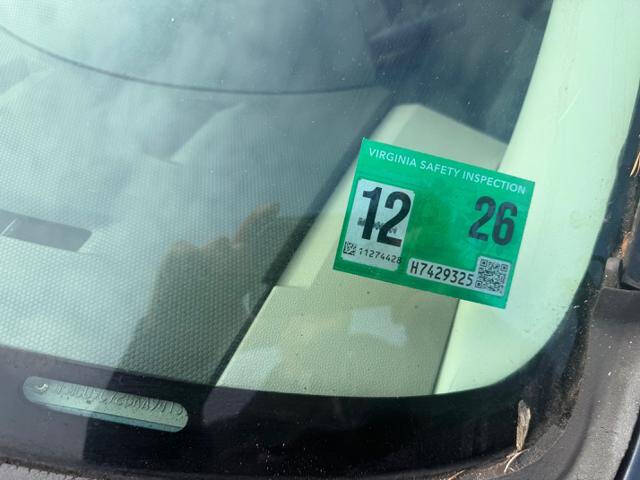 VIRGINIA SAFETY INSPECTION
12 26
11274428
H7429325